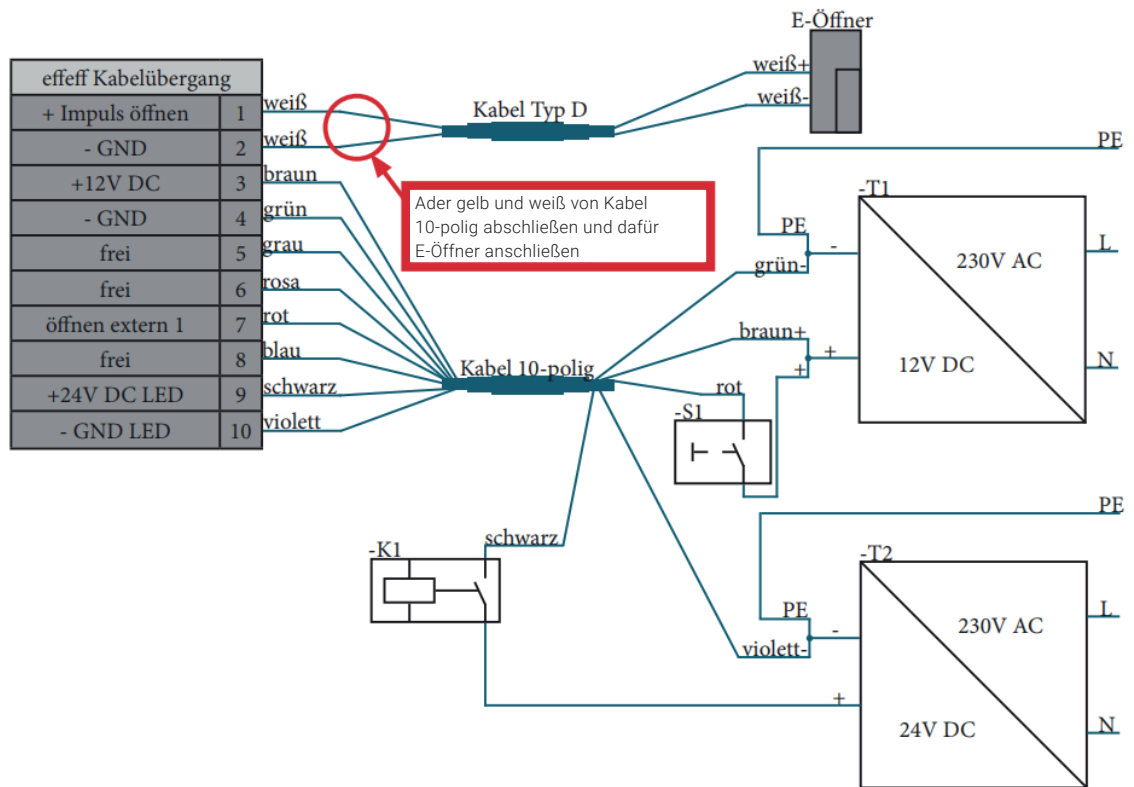 E-Öffner
effeff Kabelübergang
+ Impuls öffnen 1 weiß
- GND 2 weiß
+12V DC 3 braun
- GND 4 grün
frei 5 grau
frei 6 rosa
öffnen extern 1 7 rot
frei 8 blau
+24V DC LED 9 schwarz
- GND LED 10 violett
Kabel Typ D
weiß+
weiß-
Ader gelb und weiß von Kabel
10-polig abschließen und dafür
E-Öffner anschließen
Kabel 10-polig
PE
-T1
PE
-
grün-
230V AC
L
braun+
+
+
12V DC
N
rot
-S1
schwarz
-K1
PE
-T2
PE
-
violett-
230V AC
L
+
24V DC
N